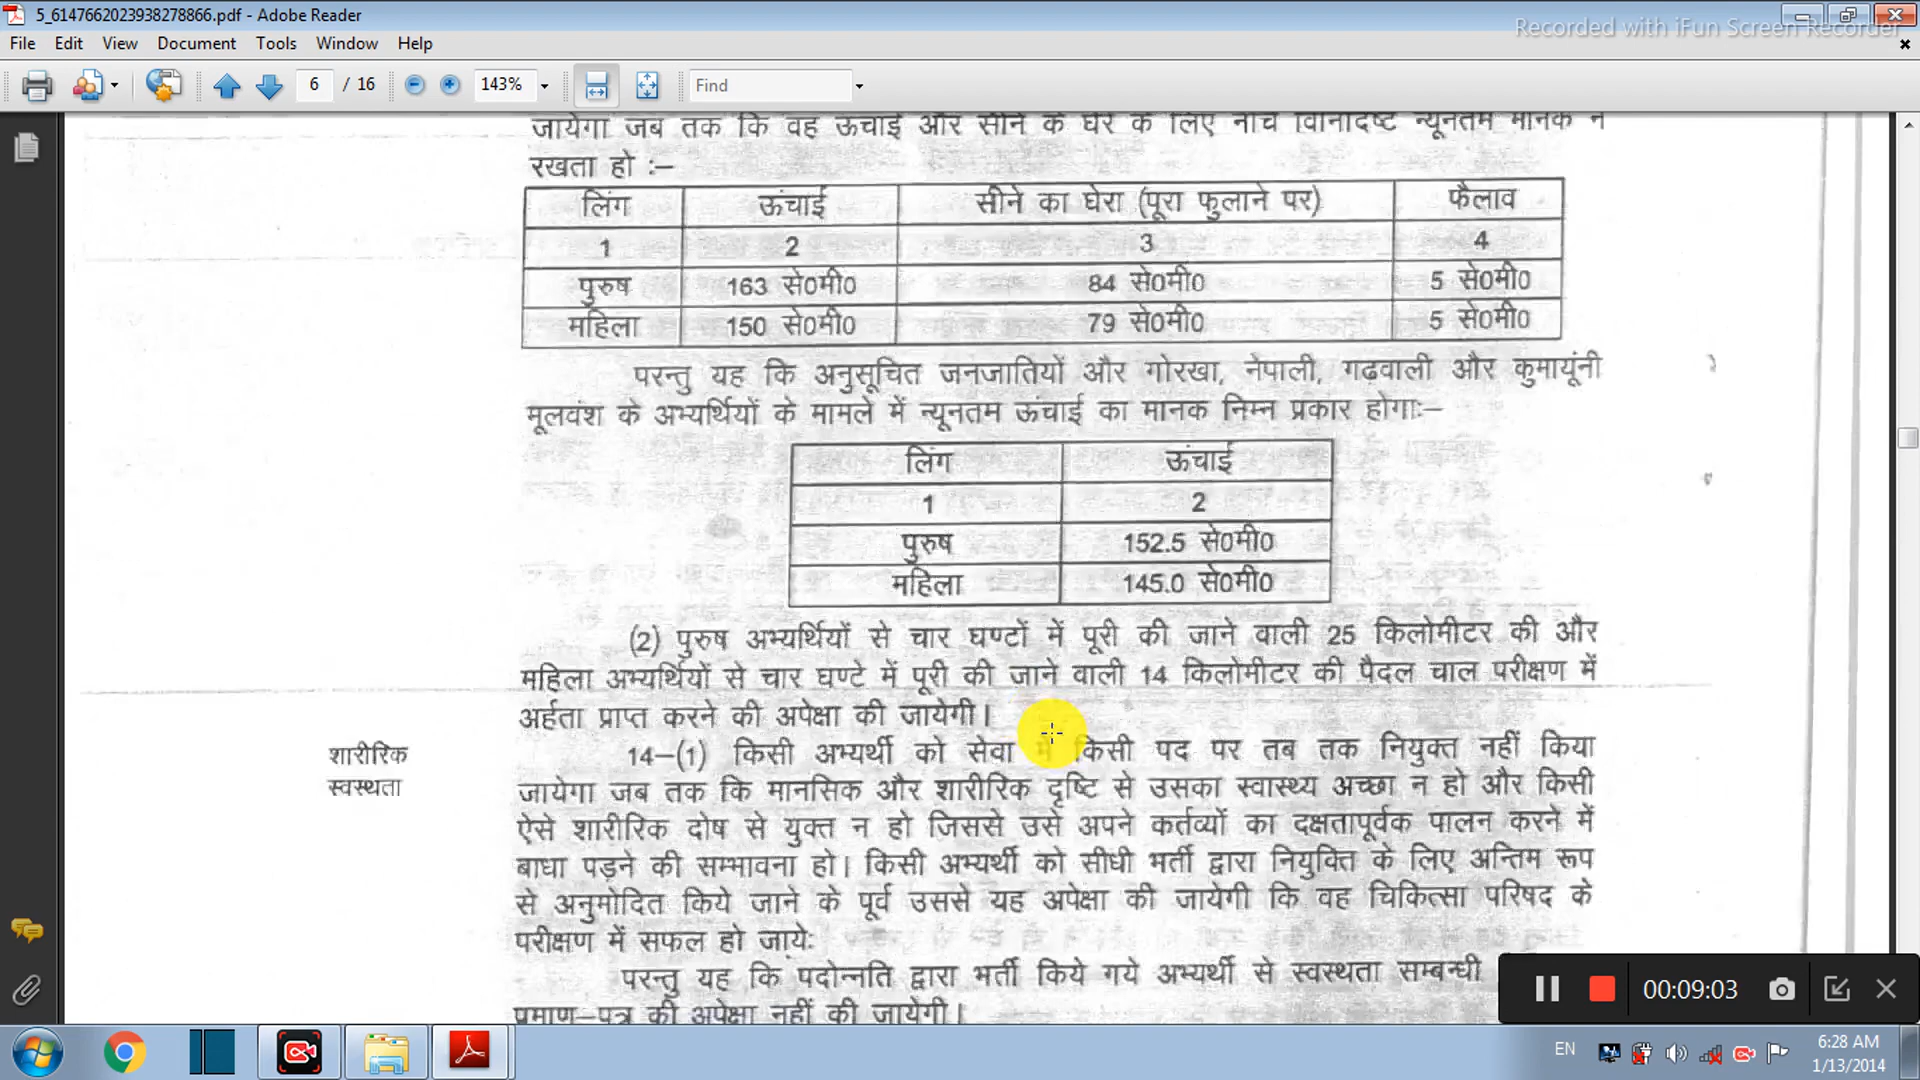 5_6147662023938278866.pdf - Adobe Reader
Recorded with iFun Screen Recorder
File Edit View Document Tools Window Help
6 / 16 143% Find
जायेगा जब तक कि वह ऊंचाई और सीने के घेरे के लिए नीचे विनिर्दिष्ट न्यूनतम मानक न
रखता हो :–
लिंग ऊंचाई सीने का घेरा (पूरा फुलाने पर) फैलाव
1 2 3 4
पुरुष 163 से0मी0 84 से0मी0 5 से0मी0
महिला 150 से0मी0 79 से0मी0 5 से0मी0
परन्तु यह कि अनुसूचित जनजातियों और गोरखा, नेपाली, गढवाली और कुमायूंनी
मूलवंश के अभ्यर्थियों के मामले में न्यूनतम ऊंचाई का मानक निम्न प्रकार होगाः–
लिंग ऊंचाई
1 2
पुरुष 152.5 से0मी0
महिला 145.0 से0मी0
(2) पुरुष अभ्यर्थियों से चार घण्टों में पूरी की जाने वाली 25 किलोमीटर की और
महिला अभ्यर्थियों से चार घण्टे में पूरी की जाने वाली 14 किलोमीटर की पैदल चाल परीक्षण में
अर्हता प्राप्त करने की अपेक्षा की जायेगी।
शारीरिक
स्वस्थता
14–(1) किसी अभ्यर्थी को सेवा में किसी पद पर तब तक नियुक्त नहीं किया
जायेगा जब तक कि मानसिक और शारीरिक दृष्टि से उसका स्वास्थ्य अच्छा न हो और किसी
ऐसे शारीरिक दोष से युक्त न हो जिससे उसे अपने कर्तव्यों का दक्षतापूर्वक पालन करने में
बाधा पड़ने की सम्भावना हो। किसी अभ्यर्थी को सीधी भर्ती द्वारा नियुक्ति के लिए अन्तिम रूप
से अनुमोदित किये जाने के पूर्व उससे यह अपेक्षा की जायेगी कि वह चिकित्सा परिषद के
परीक्षण में सफल हो जाये:
परन्तु यह कि पदोन्नति द्वारा भर्ती किये गये अभ्यर्थी से स्वस्थता सम्बन्धी
प्रमाण–पत्र की अपेक्षा नहीं की जायेगी।
00:09:03
EN
6:28 AM
1/13/2014